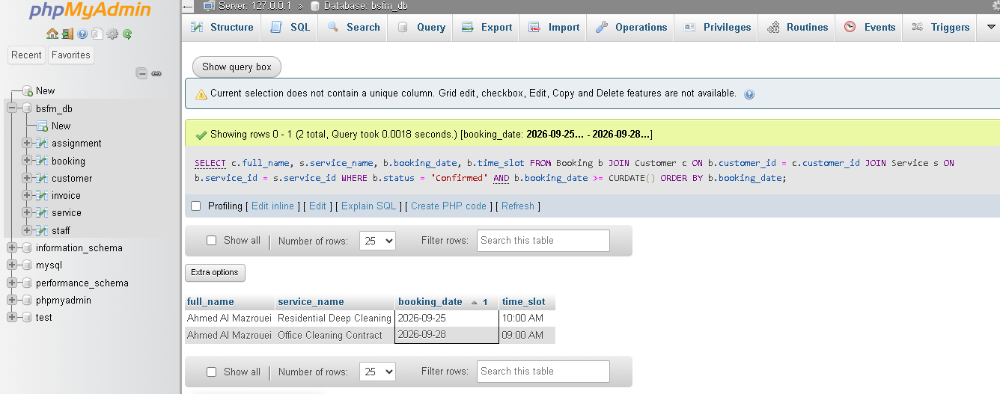 phpMyAdmin
Recent
Favorites
New
bsfm_db
New
assignment
booking
customer
invoice
service
staff
information_schema
mysql
performance_schema
phpmyadmin
test
Server: 127.0.0.1 » Database: bsfm_db
Structure SQL Search Query Export Import Operations Privileges Routines Events Triggers
Show query box
Current selection does not contain a unique column. Grid edit, checkbox, Edit, Copy and Delete features are not available.
Showing rows 0 - 1 (2 total, Query took 0.0018 seconds.) [booking_date: 2026-09-25... - 2026-09-28...]
SELECT c.full_name, s.service_name, b.booking_date, b.time_slot FROM Booking b JOIN Customer c ON b.customer_id = c.customer_id JOIN Service s ON
b.service_id = s.service_id WHERE b.status = 'Confirmed' AND b.booking_date >= CURDATE() ORDER BY b.booking_date;
Profiling [ Edit inline ] [ Edit ] [ Explain SQL ] [ Create PHP code ] [ Refresh ]
Show all | Number of rows: 25 Filter rows: Search this table
Extra options
full_name service_name booking_date 1 time_slot
Ahmed Al Mazrouei Residential Deep Cleaning 2026-09-25 10:00 AM
Ahmed Al Mazrouei Office Cleaning Contract 2026-09-28 09:00 AM
Show all | Number of rows: 25 Filter rows: Search this table